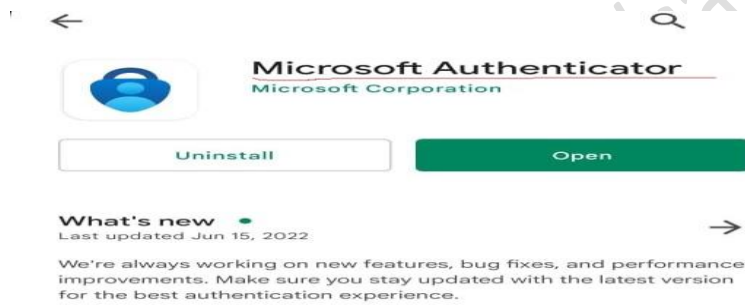 Microsoft Authenticator
Microsoft Corporation
Uninstall
Open
What's new
Last updated Jun 15, 2022
We're always working on new features, bug fixes, and performance
improvements. Make sure you stay updated with the latest version
for the best authentication experience.